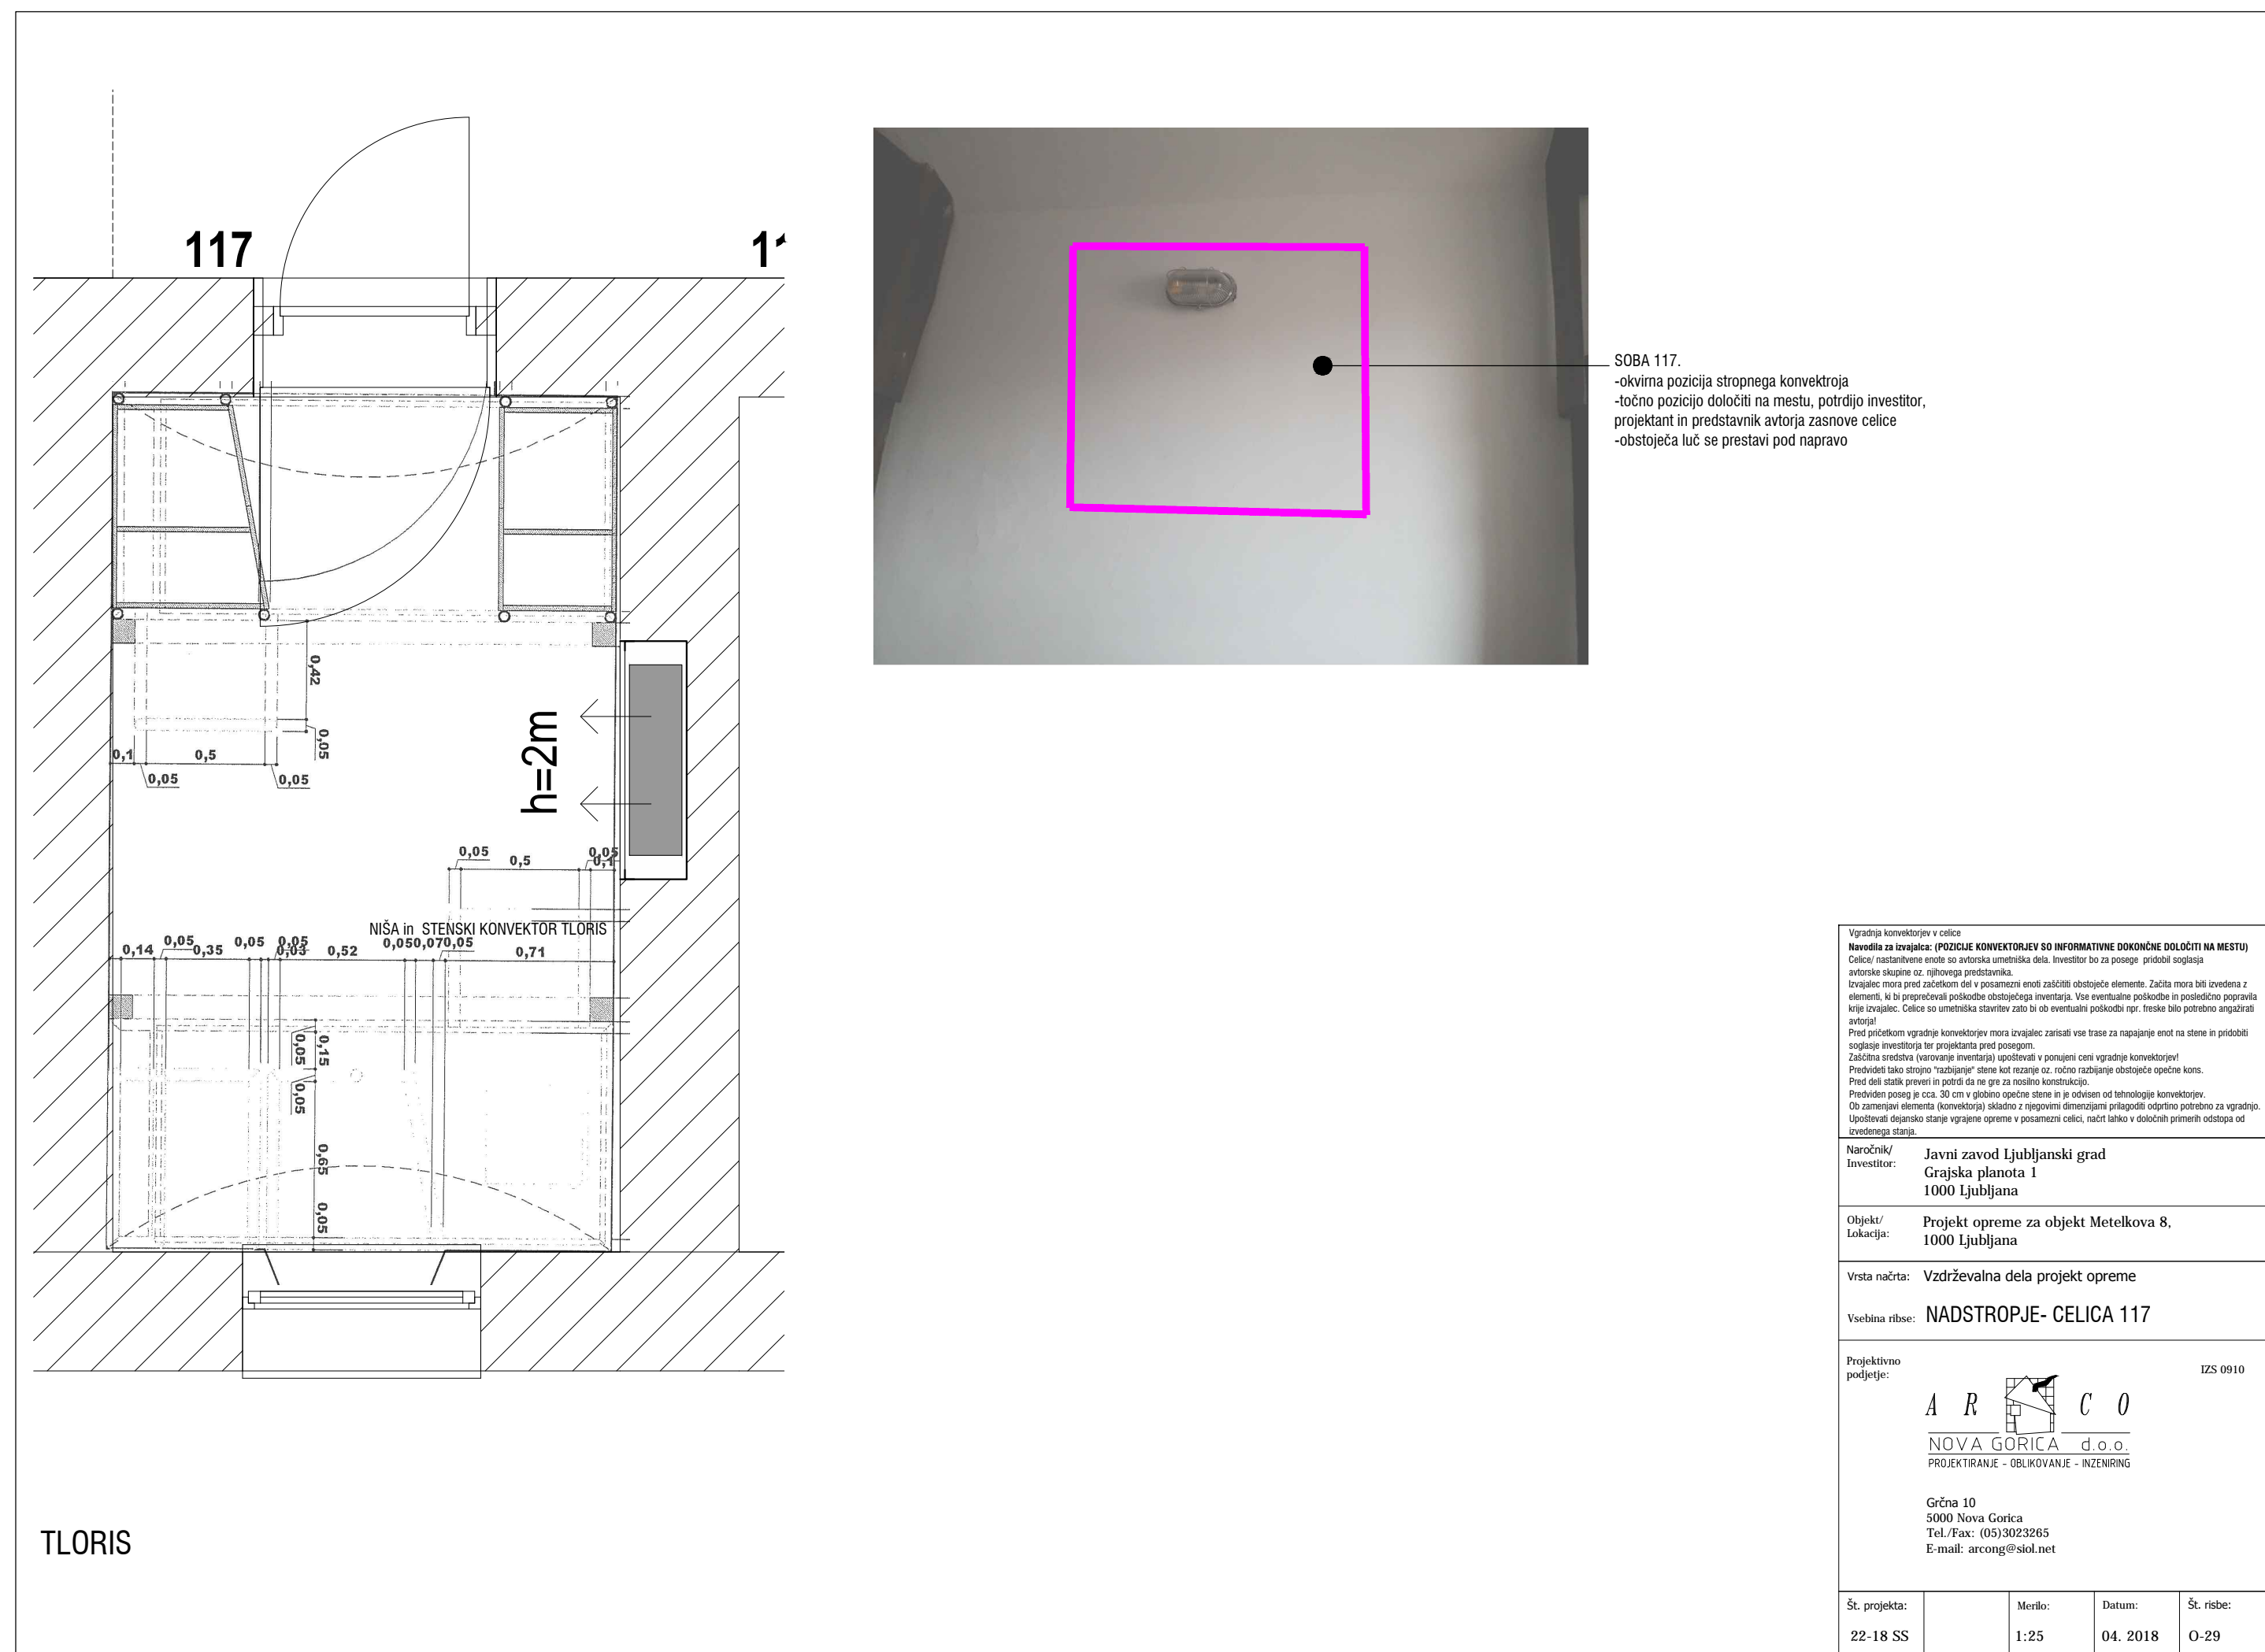 117
11
0,42
0,05
0,1
0,5
0,05
0,05
h=2m
0,05
0,5
0,05
0,1
NIŠA in STENSKI KONVEKTOR TLORIS
0,14
0,05
0,35
0,05
0,05
0,03
0,52
0,05
0,07
0,05
0,71
0,15
0,05
0,05
0,65
0,05
TLORIS
SOBA 117.
-okvirna pozicija stropnega konvektroja
-točno pozicijo določiti na mestu, potrdijo investitor,
projektant in predstavnik avtorja zasnove celice
-obstoječa luč se prestavi pod napravo
Vgradnja konvektorjev v celice
Navodila za izvajalca: (POZICIJE KONVEKTORJEV SO INFORMATIVNE DOKONČNE DOLOČITI NA MESTU)
Celice/ nastanitvene enote so avtorska umetniška dela. Investitor bo za posege pridobil soglasja
avtorske skupine oz. njihovega predstavnika.
Izvajalec mora pred začetkom del v posamezni enoti zaščititi obstoječe elemente. Začita mora biti izvedena z
elementi, ki bi preprečevali poškodbe obstoječega inventarja. Vse eventualne poškodbe in posledično popravila
krije izvajalec. Celice so umetniška stavritev zato bi ob eventualni poškodbi npr. freske bilo potrebno angažirati
avtorja!
Pred pričetkom vgradnje konvektorjev mora izvajalec zarisati vse trase za napajanje enot na stene in pridobiti
soglasje investitorja ter projektanta pred posegom.
Zaščitna sredstva (varovanje inventarja) upoštevati v ponujeni ceni vgradnje konvektorjev!
Predvideti tako strojno "razbijanje" stene kot rezanje oz. ročno razbijanje obstoječe opečne kons.
Pred deli statik preveri in potrdi da ne gre za nosilno konstrukcijo.
Predviden poseg je cca. 30 cm v globino opečne stene in je odvisen od tehnologije konvektorjev.
Ob zamenjavi elementa (konvektorja) skladno z njegovimi dimenzijami prilagoditi odprtino potrebno za vgradnjo.
Upoštevati dejansko stanje vgrajene opreme v posamezni celici, načrt lahko v določnih primerih odstopa od
izvedenega stanja.
Naročnik/
Investitor:
Javni zavod Ljubljanski grad
Grajska planota 1
1000 Ljubljana
Objekt/
Lokacija:
Projekt opreme za objekt Metelkova 8,
1000 Ljubljana
Vrsta načrta: Vzdrževalna dela projekt opreme
Vsebina ribse: NADSTROPJE- CELICA 117
Projektivno
podjetje:
IZS 0910
A R C O
NOVA GORICA d.o.o.
PROJEKTIRANJE - OBLIKOVANJE - INZENIRING
Grčna 10
5000 Nova Gorica
Tel./Fax: (05)3023265
E-mail: arcong@siol.net
Št. projekta: Merilo: Datum: Št. risbe:
22-18 SS 1:25 04. 2018 O-29